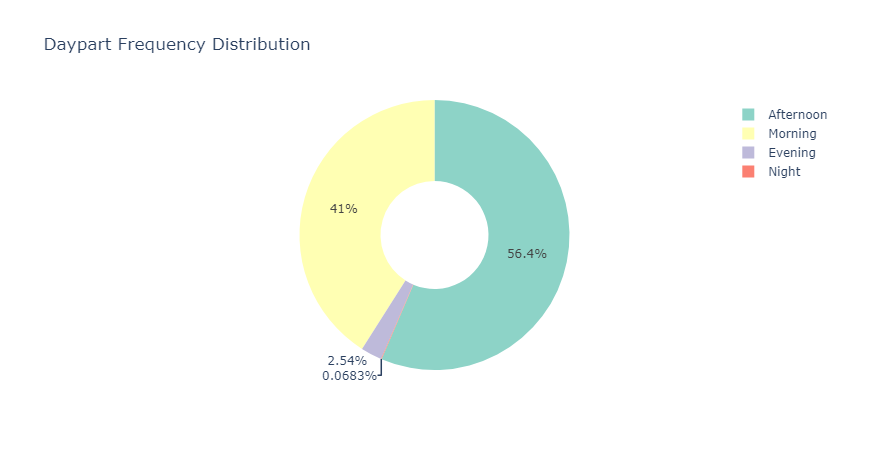 Daypart Frequency Distribution
Afternoon
Morning
Evening
Night
41%
56.4%
2.54%
0.0683%